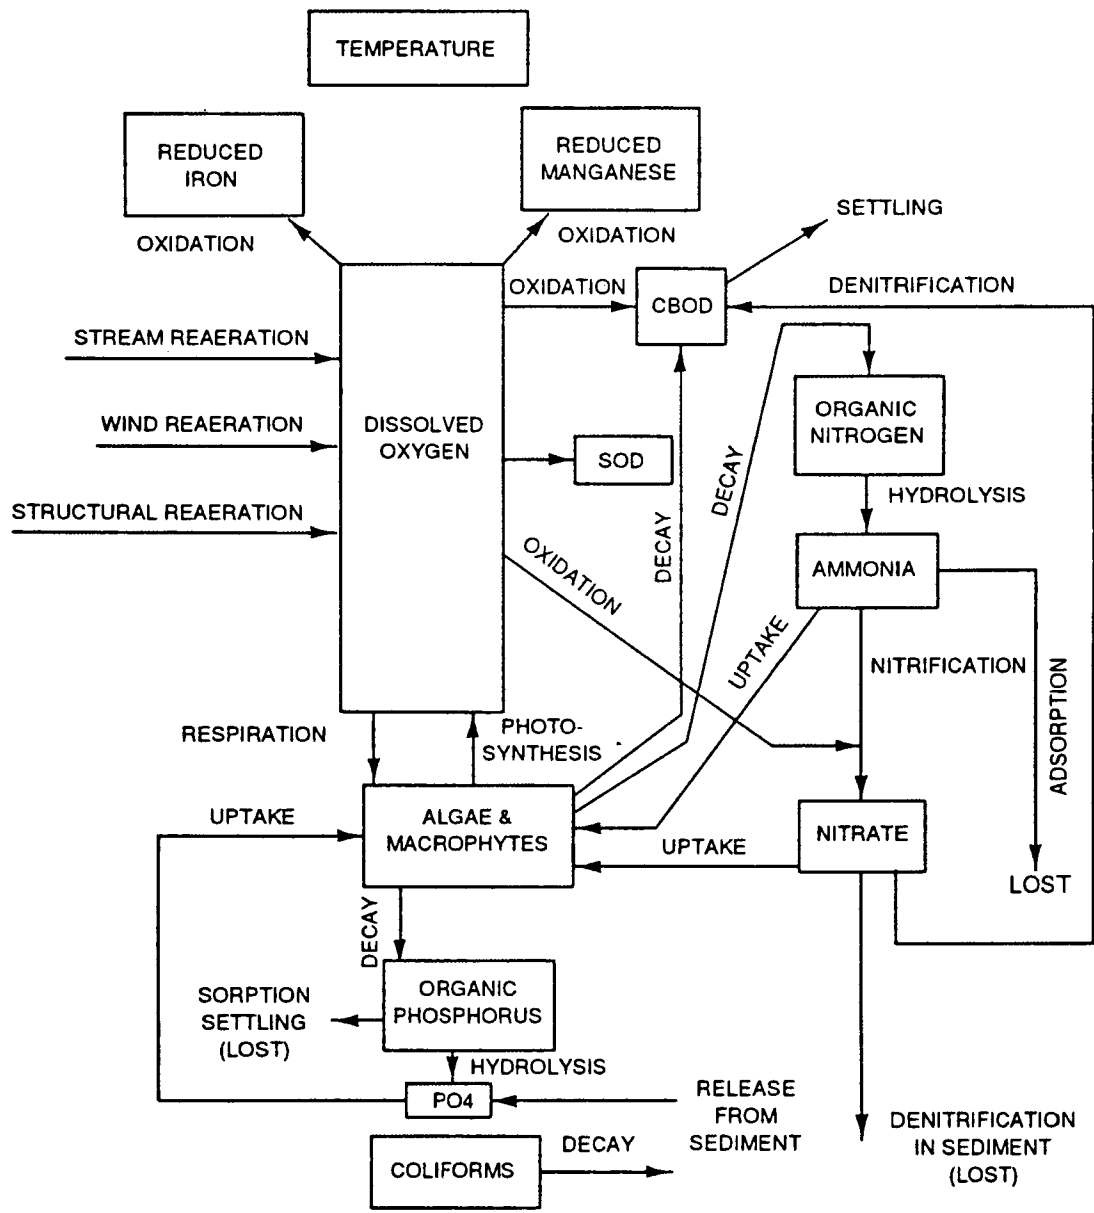 TEMPERATURE
REDUCED
IRON
REDUCED
MANGANESE
SETTLING
OXIDATION
OXIDATION
OXIDATION
CBOD
DENITRIFICATION
STREAM REAERATION
WIND REAERATION
STRUCTURAL REAERATION
DISSOLVED
OXYGEN
SOD
ORGANIC
NITROGEN
DECAY
DECAY
HYDROLYSIS
OXIDATION
AMMONIA
UPTAKE
NITRIFICATION
ADSORPTION
RESPIRATION
PHOTO-
SYNTHESIS
UPTAKE
ALGAE &
MACROPHYTES
UPTAKE
NITRATE
LOST
DECAY
ORGANIC
PHOSPHORUS
SORPTION
SETTLING
(LOST)
HYDROLYSIS
PO4
RELEASE
FROM
SEDIMENT
DENITRIFICATION
IN SEDIMENT
(LOST)
COLIFORMS
DECAY